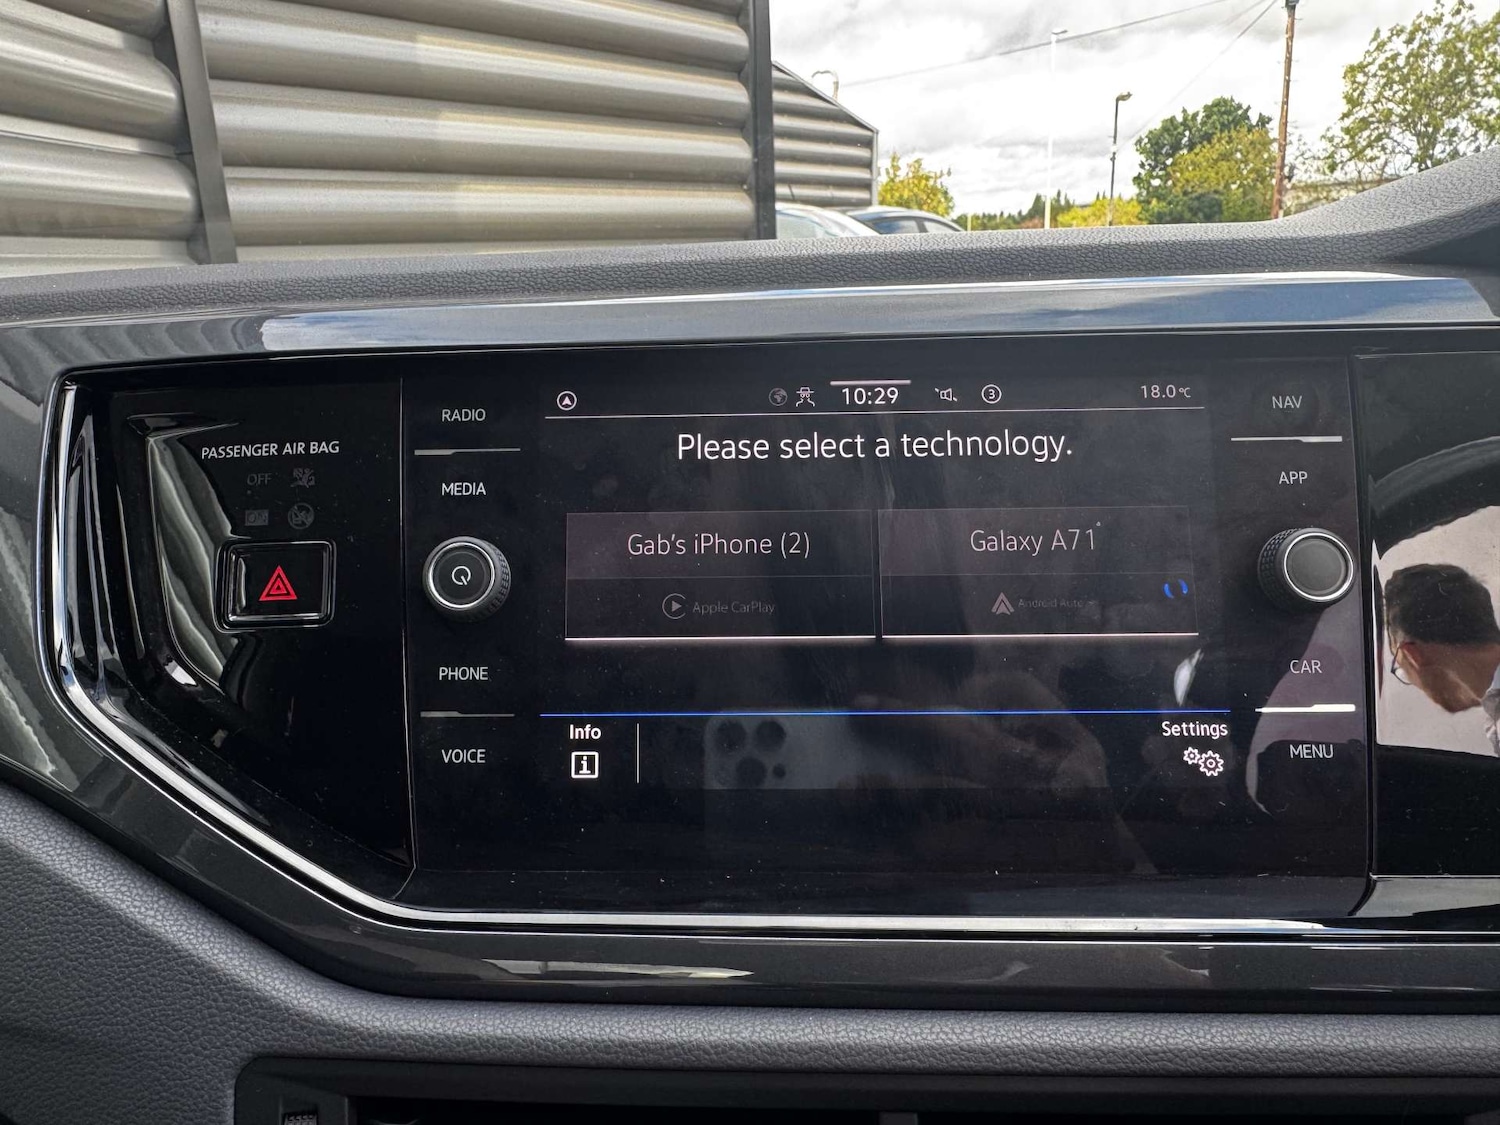 10:29
3
18.0°C
Please select a technology.
Gab's iPhone (2)
Apple CarPlay
Galaxy A71
Android Auto
Info
Settings
PASSENGER AIR BAG
OFF
RADIO
MEDIA
PHONE
VOICE
NAV
APP
CAR
MENU